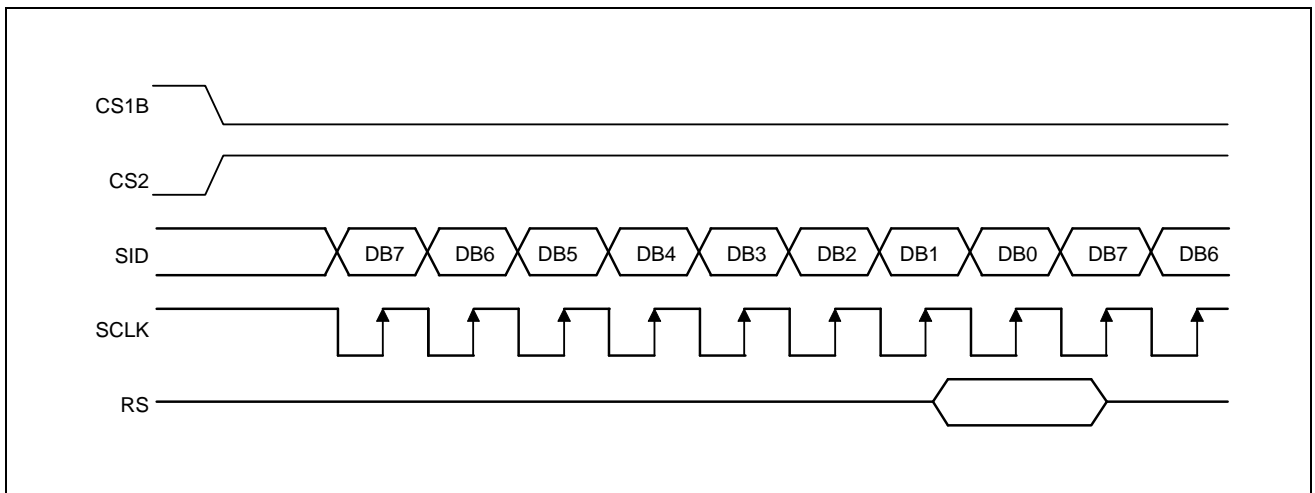 CS1B
CS2
SID DB7 DB6 DB5 DB4 DB3 DB2 DB1 DB0 DB7 DB6
SCLK
RS